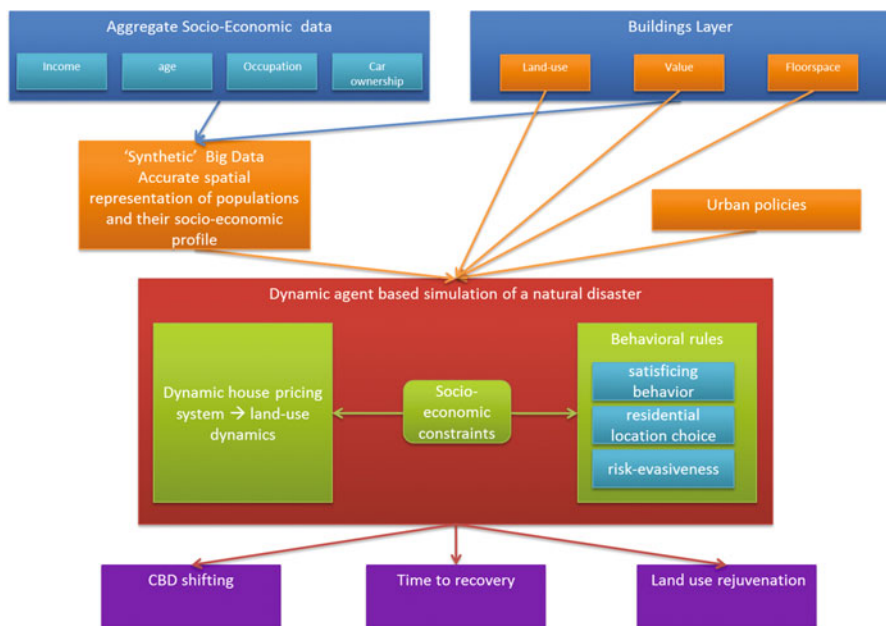 Aggregate Socio-Economic data
Income
age
Occupation
Car
ownership
Buildings Layer
Land-use
Value
Floorspace
‘Synthetic’ Big Data
Accurate spatial
representation of populations
and their socio-economic
profile
Urban policies
Dynamic agent based simulation of a natural disaster
Dynamic house pricing
system → land-use
dynamics
Socio-
economic
constraints
Behavioral rules
satisficing
behavior
residential
location choice
risk-evasiveness
CBD shifting
Time to recovery
Land use rejuvenation